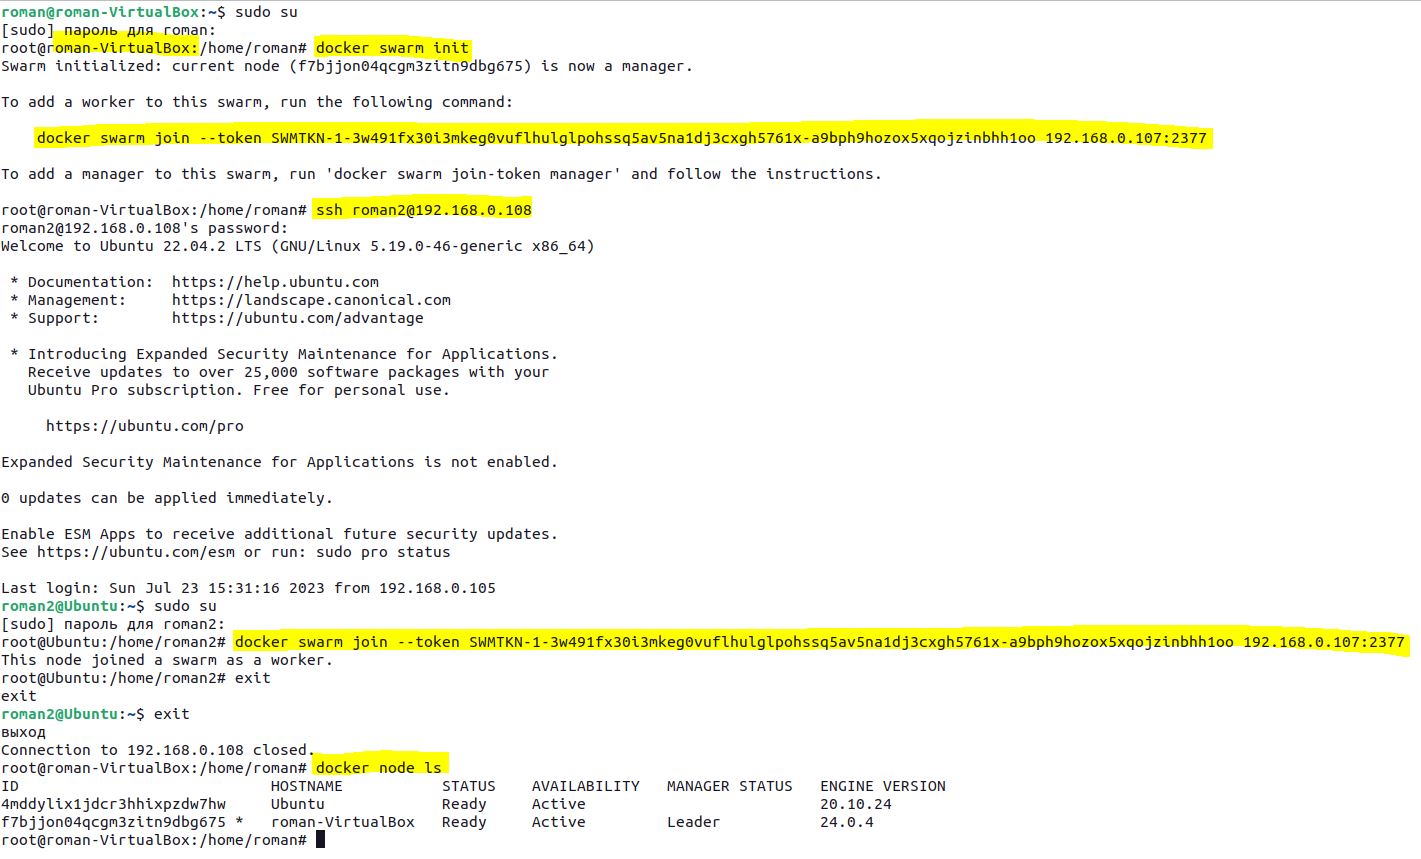 roman@roman-VirtualBox:~$ sudo su
[sudo] пароль для roman:
root@roman-VirtualBox:/home/roman# docker swarm init
Swarm initialized: current node (f7bjjon04qcgm3zitn9dbg675) is now a manager.
To add a worker to this swarm, run the following command:
docker swarm join --token SWMTKN-1-3w491fx30i3mkeg0vuflhulglpohssq5av5na1dj3cxgh5761x-a9bph9hozox5xqojzinbhh1oo 192.168.0.107:2377
To add a manager to this swarm, run 'docker swarm join-token manager' and follow the instructions.
root@roman-VirtualBox:/home/roman# ssh roman2@192.168.0.108
roman2@192.168.0.108's password:
Welcome to Ubuntu 22.04.2 LTS (GNU/Linux 5.19.0-46-generic x86_64)
* Documentation:  https://help.ubuntu.com
* Management:     https://landscape.canonical.com
* Support:        https://ubuntu.com/advantage
* Introducing Expanded Security Maintenance for Applications.
Receive updates to over 25,000 software packages with your
Ubuntu Pro subscription. Free for personal use.
https://ubuntu.com/pro
Expanded Security Maintenance for Applications is not enabled.
0 updates can be applied immediately.
Enable ESM Apps to receive additional future security updates.
See https://ubuntu.com/esm or run: sudo pro status
Last login: Sun Jul 23 15:31:16 2023 from 192.168.0.105
roman2@Ubuntu:~$ sudo su
[sudo] пароль для roman2:
root@Ubuntu:/home/roman2# docker swarm join --token SWMTKN-1-3w491fx30i3mkeg0vuflhulglpohssq5av5na1dj3cxgh5761x-a9bph9hozox5xqojzinbhh1oo 192.168.0.107:2377
This node joined a swarm as a worker.
root@Ubuntu:/home/roman2# exit
exit
roman2@Ubuntu:~$ exit
выход
Connection to 192.168.0.108 closed.
root@roman-VirtualBox:/home/roman# docker node ls
ID                            HOSTNAME           STATUS    AVAILABILITY   MANAGER STATUS   ENGINE VERSION
4mddylix1jdcr3hhixpzdw7hw     Ubuntu             Ready     Active                          20.10.24
f7bjjon04qcgm3zitn9dbg675 *   roman-VirtualBox   Ready     Active         Leader           24.0.4
root@roman-VirtualBox:/home/roman#